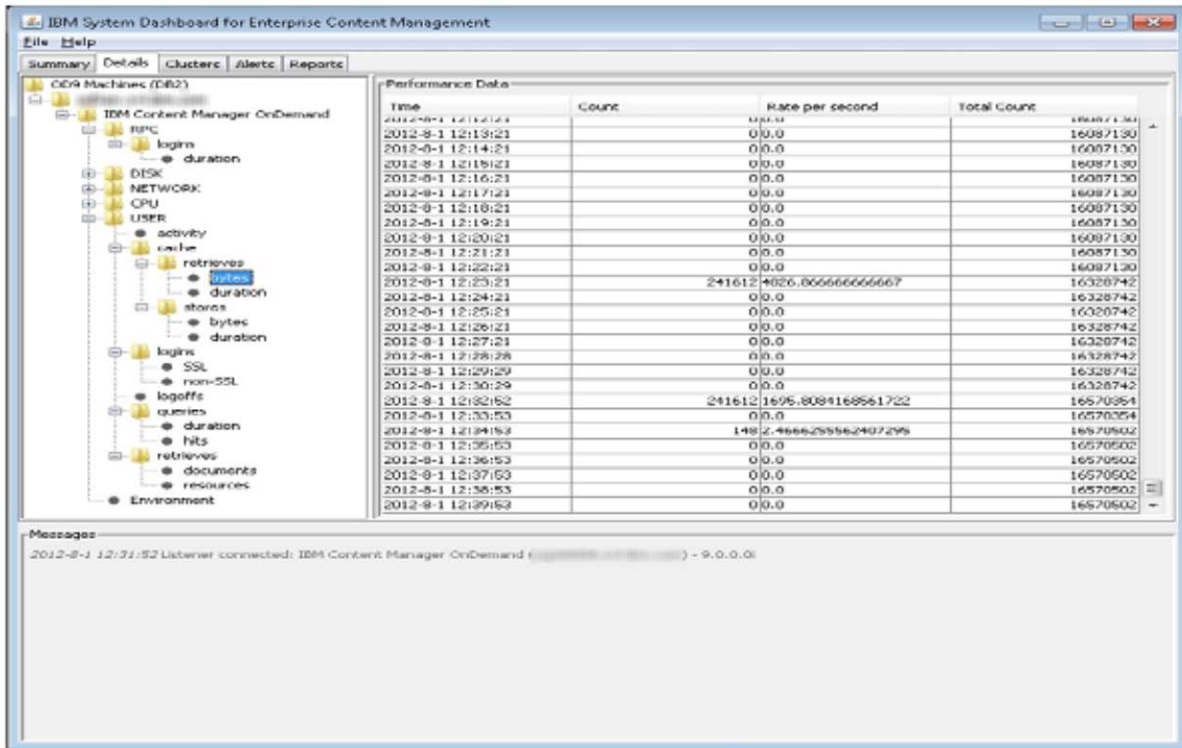 IBM System Dashboard for Enterprise Content Management
File Help
Summary Details Clusters Alerts Reports
OD9 Machines (DB2)
IBM Content Manager OnDemand
RPC
logins
duration
DISK
NETWORK
CPU
USER
activity
cache
retrieves
bytes
duration
stores
bytes
duration
logins
SSL
non-SSL
logoffs
queries
duration
hits
retrieves
documents
resources
Environment
Performance Data
Time Count Rate per second Total Count
2012-8-1 12:12:21 0 0.0 16087130
2012-8-1 12:13:21 0 0.0 16087130
2012-8-1 12:14:21 0 0.0 16087130
2012-8-1 12:15:21 0 0.0 16087130
2012-8-1 12:16:21 0 0.0 16087130
2012-8-1 12:17:21 0 0.0 16087130
2012-8-1 12:18:21 0 0.0 16087130
2012-8-1 12:19:21 0 0.0 16087130
2012-8-1 12:20:21 0 0.0 16087130
2012-8-1 12:21:21 0 0.0 16087130
2012-8-1 12:22:21 0 0.0 16087130
2012-8-1 12:23:21 241612 4026.866666666667 16328742
2012-8-1 12:24:21 0 0.0 16328742
2012-8-1 12:25:21 0 0.0 16328742
2012-8-1 12:26:21 0 0.0 16328742
2012-8-1 12:27:21 0 0.0 16328742
2012-8-1 12:28:28 0 0.0 16328742
2012-8-1 12:29:29 0 0.0 16328742
2012-8-1 12:30:29 0 0.0 16328742
2012-8-1 12:32:52 241612 1695.8084168561722 16570354
2012-8-1 12:33:53 0 0.0 16570354
2012-8-1 12:34:53 148 2.4666255562407295 16570502
2012-8-1 12:35:53 0 0.0 16570502
2012-8-1 12:36:53 0 0.0 16570502
2012-8-1 12:37:53 0 0.0 16570502
2012-8-1 12:38:53 0 0.0 16570502
2012-8-1 12:39:53 0 0.0 16570502
Messages
2012-8-1 12:31:52 Listener connected: IBM Content Manager OnDemand ( ) - 9.0.0.0